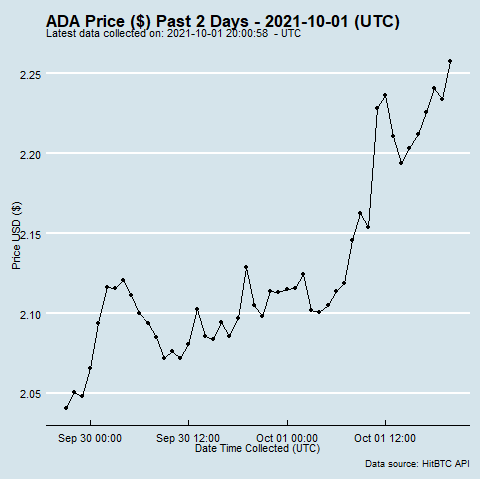 ADA Price ($) Past 2 Days - 2021-10-01 (UTC)
Latest data collected on: 2021-10-01 20:00:58 - UTC
2.25
2.20
2.15
2.10
2.05
Price USD ($)
Sep 30 00:00 Sep 30 12:00 Oct 01 00:00 Oct 01 12:00
Date Time Collected (UTC)
Data source: HitBTC API